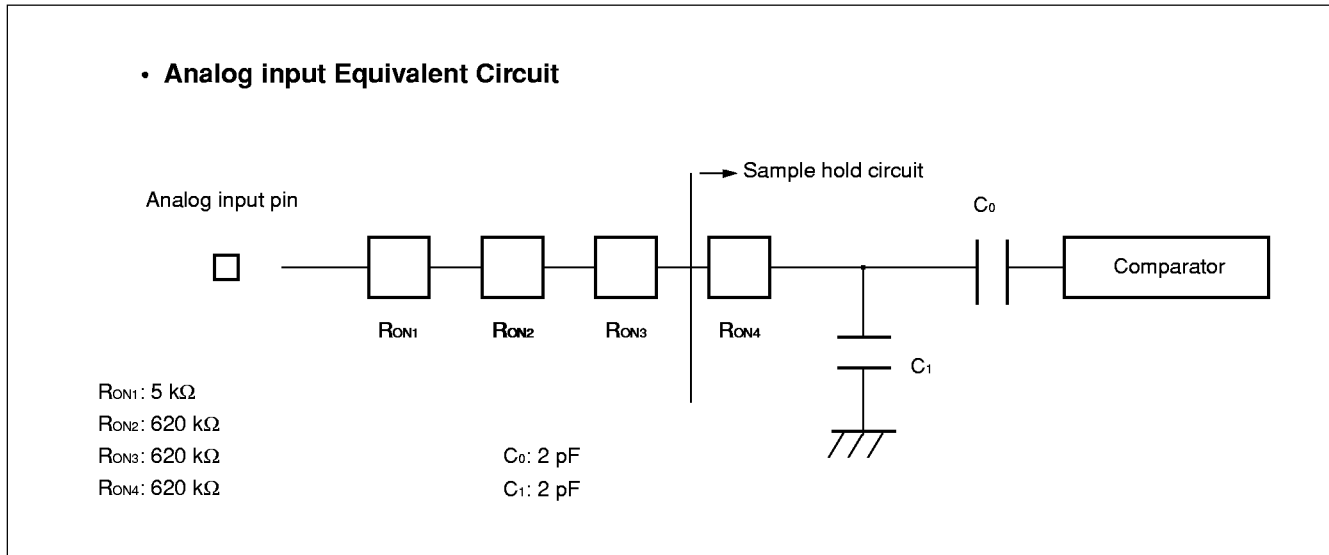 • Analog input Equivalent Circuit
Sample hold circuit
Analog input pin
C₀
Comparator
RON1
RON2
RON3
RON4
C₁
RON1: 5 kΩ
RON2: 620 kΩ
RON3: 620 kΩ
RON4: 620 kΩ
C₀: 2 pF
C₁: 2 pF